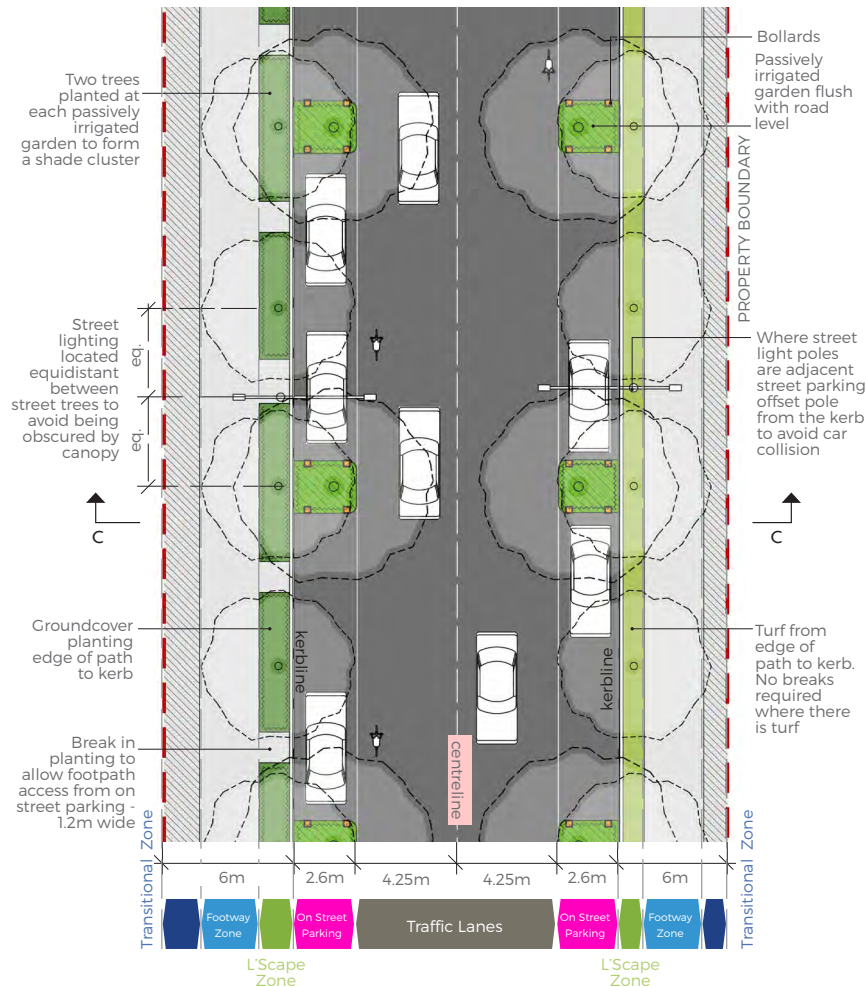 Two trees
planted at
each passively
irrigated
garden to form
a shade cluster
Street
lighting
located
equidistant
between
street trees to
avoid being
obscured by
canopy
eq.
eq.
C
Groundcover
planting
edge of path
to kerb
Break in
planting to
allow footpath
access from on
street parking -
1.2m wide
kerbline
centreline
kerbline
Bollards
Passively
irrigated
garden flush
with road
level
PROPERTY BOUNDARY
Where street
light poles
are adjacent
street parking
offset pole
from the kerb
to avoid car
collision
C
Turf from
edge of
path to kerb.
No breaks
required
where there
is turf
Transitional Zone
6m
2.6m
4.25m
4.25m
2.6m
6m
Transitional Zone
Footway
Zone
On Street
Parking
Traffic Lanes
On Street
Parking
Footway
Zone
L'Scape
Zone
L'Scape
Zone